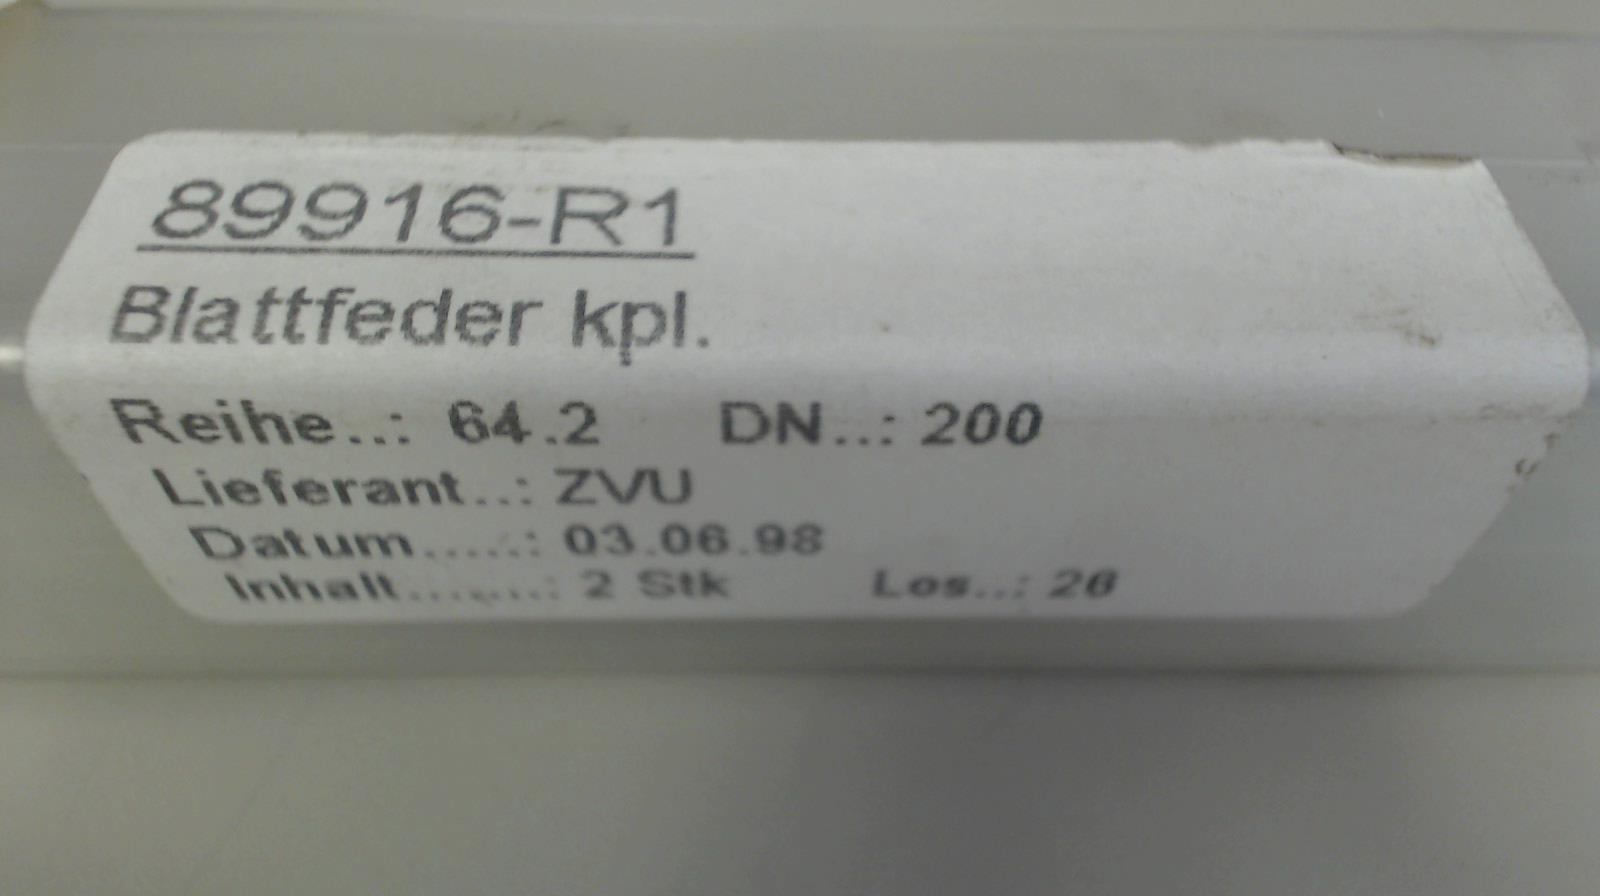 89916-R1
Blattfeder kpl.
Reihe..: 64.2 DN..: 200
Lieferant..: ZVU
Datum......: 03.06.98
Inhalt.........: 2 Stk Los..: 26